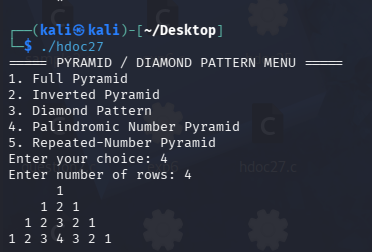 ┌──(kali㉿kali)-[~/Desktop]
└─$ ./hdoc27
===== PYRAMID / DIAMOND PATTERN MENU =====
1. Full Pyramid
2. Inverted Pyramid
3. Diamond Pattern
4. Palindromic Number Pyramid
5. Repeated-Number Pyramid
Enter your choice: 4
Enter number of rows: 4
      1
    1 2 1
  1 2 3 2 1
1 2 3 4 3 2 1
C
hdoc27.c